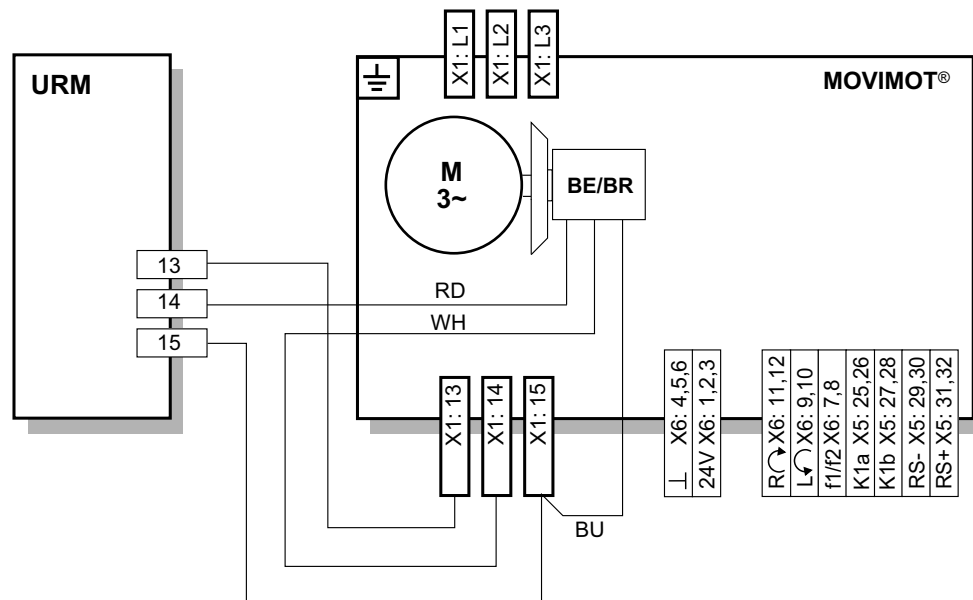 URM
13
14
15
X1: L1
X1: L2
X1: L3
MOVIMOT®
M
3~
BE/BR
RD
WH
X1: 13
X1: 14
X1: 15
BU
⊥ X6: 4,5,6
24V X6: 1,2,3
R X6: 11,12
L X6: 9,10
f1/f2 X6: 7,8
K1a X5: 25,26
K1b X5: 27,28
RS- X5: 29,30
RS+ X5: 31,32